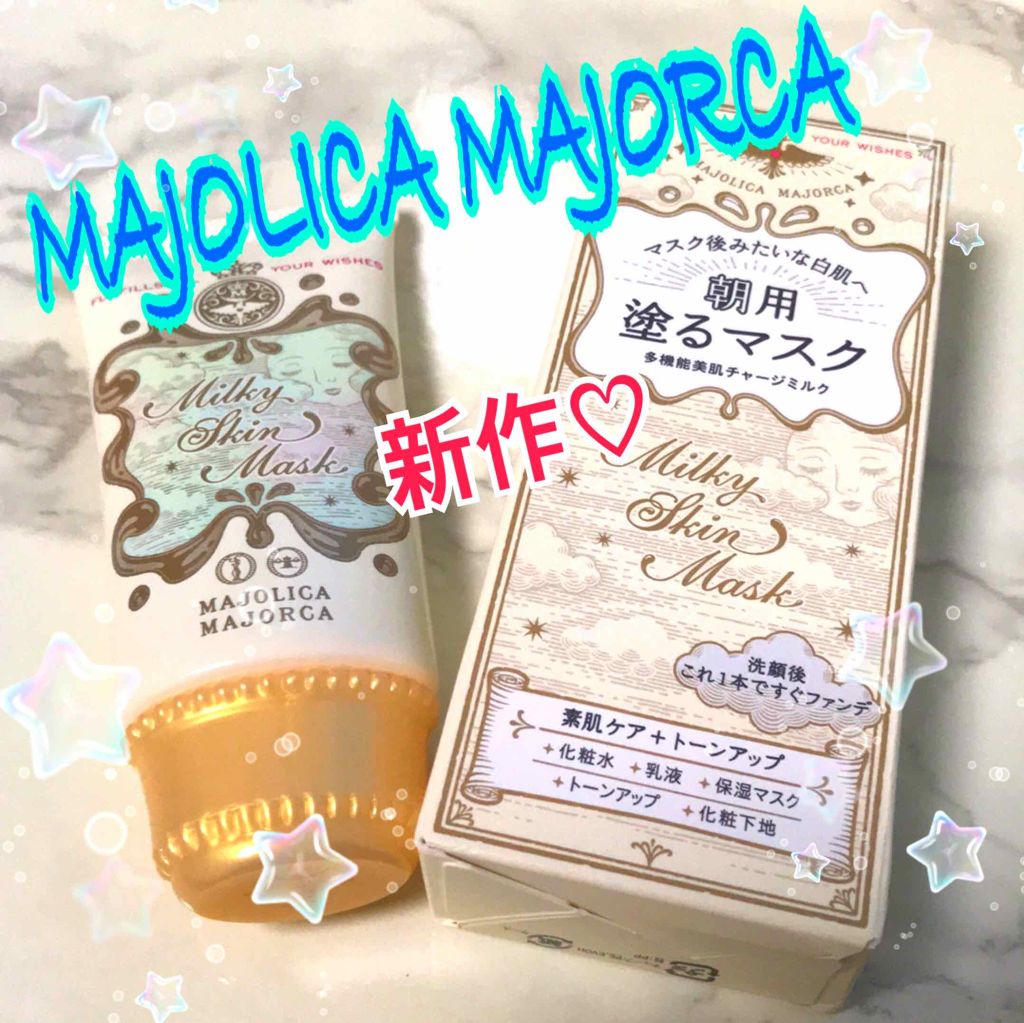 MAJOLICA MAJORCA
新作♡
YOUR WISHES
Milky
Skin
Mask
MAJOLICA
MAJORCA
YOUR WISHES
MAJOLICA MAJORCA
マスク後みたいな白肌へ
朝用
塗るマスク
多機能美肌チャージミルク
Milky
Skin
Mask
洗顔後
これ1本ですぐファンデ
素肌ケア+トーンアップ
化粧水 乳液 保湿マスク
トーンアップ 化粧下地